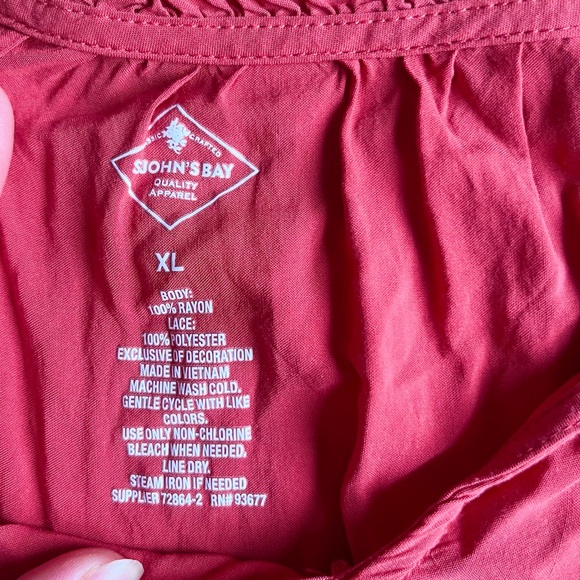 CLASSIC CRAFTED
ST.JOHN'S BAY
QUALITY
APPAREL
XL
BODY:
100% RAYON
LACE:
100% POLYESTER
EXCLUSIVE OF DECORATION
MADE IN VIETNAM
MACHINE WASH COLD.
GENTLE CYCLE WITH LIKE
COLORS.
USE ONLY NON-CHLORINE
BLEACH WHEN NEEDED.
LINE DRY.
STEAM IRON IF NEEDED
SUPPLIER 72864-2 RN# 93677